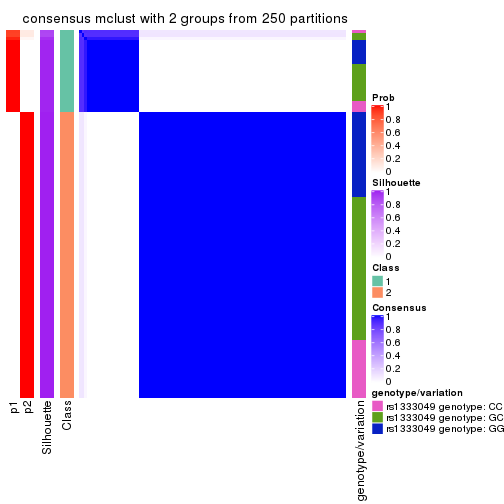 consensus mclust with 2 groups from 250 partitions
Prob
1
0.8
0.6
0.4
0.2
0
Silhouette
1
0.8
0.6
0.4
0.2
0
Class
1
2
Consensus
1
0.8
0.6
0.4
0.2
0
genotype/variation
rs1333049 genotype: CC
rs1333049 genotype: GC
rs1333049 genotype: GG
p1
p2
Silhouette
Class
genotype/variation